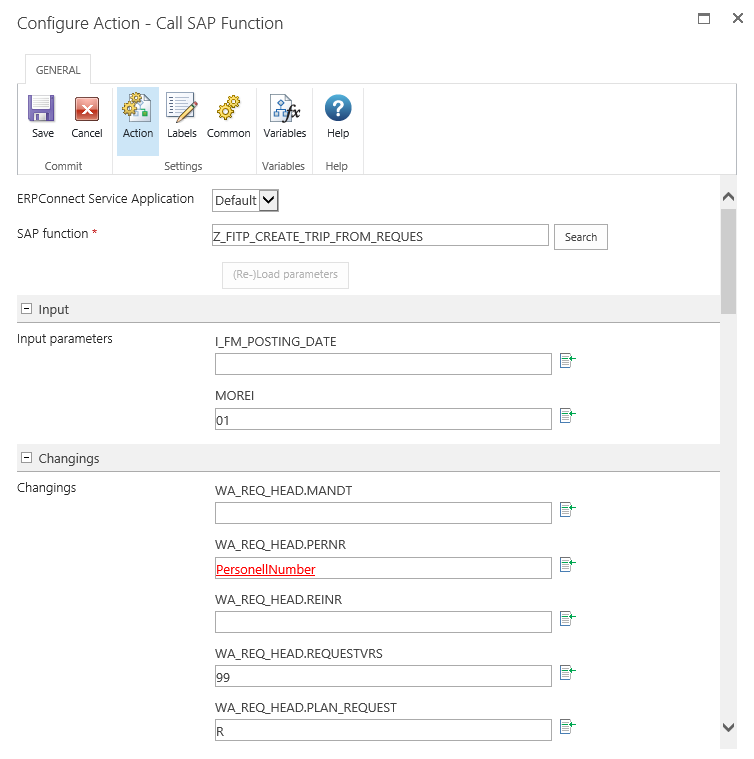 Configure Action - Call SAP Function
GENERAL
Save Cancel Action Labels Common Variables Help
Commit Settings Variables Help
ERPConnect Service Application Default
SAP function * Z_FITP_CREATE_TRIP_FROM_REQUES Search
(Re-)Load parameters
Input
Input parameters I_FM_POSTING_DATE
MOREI
01
Changings
Changings WA_REQ_HEAD.MANDT
WA_REQ_HEAD.PERNR
PersonellNumber
WA_REQ_HEAD.REINR
WA_REQ_HEAD.REQUESTVRS
99
WA_REQ_HEAD.PLAN_REQUEST
R